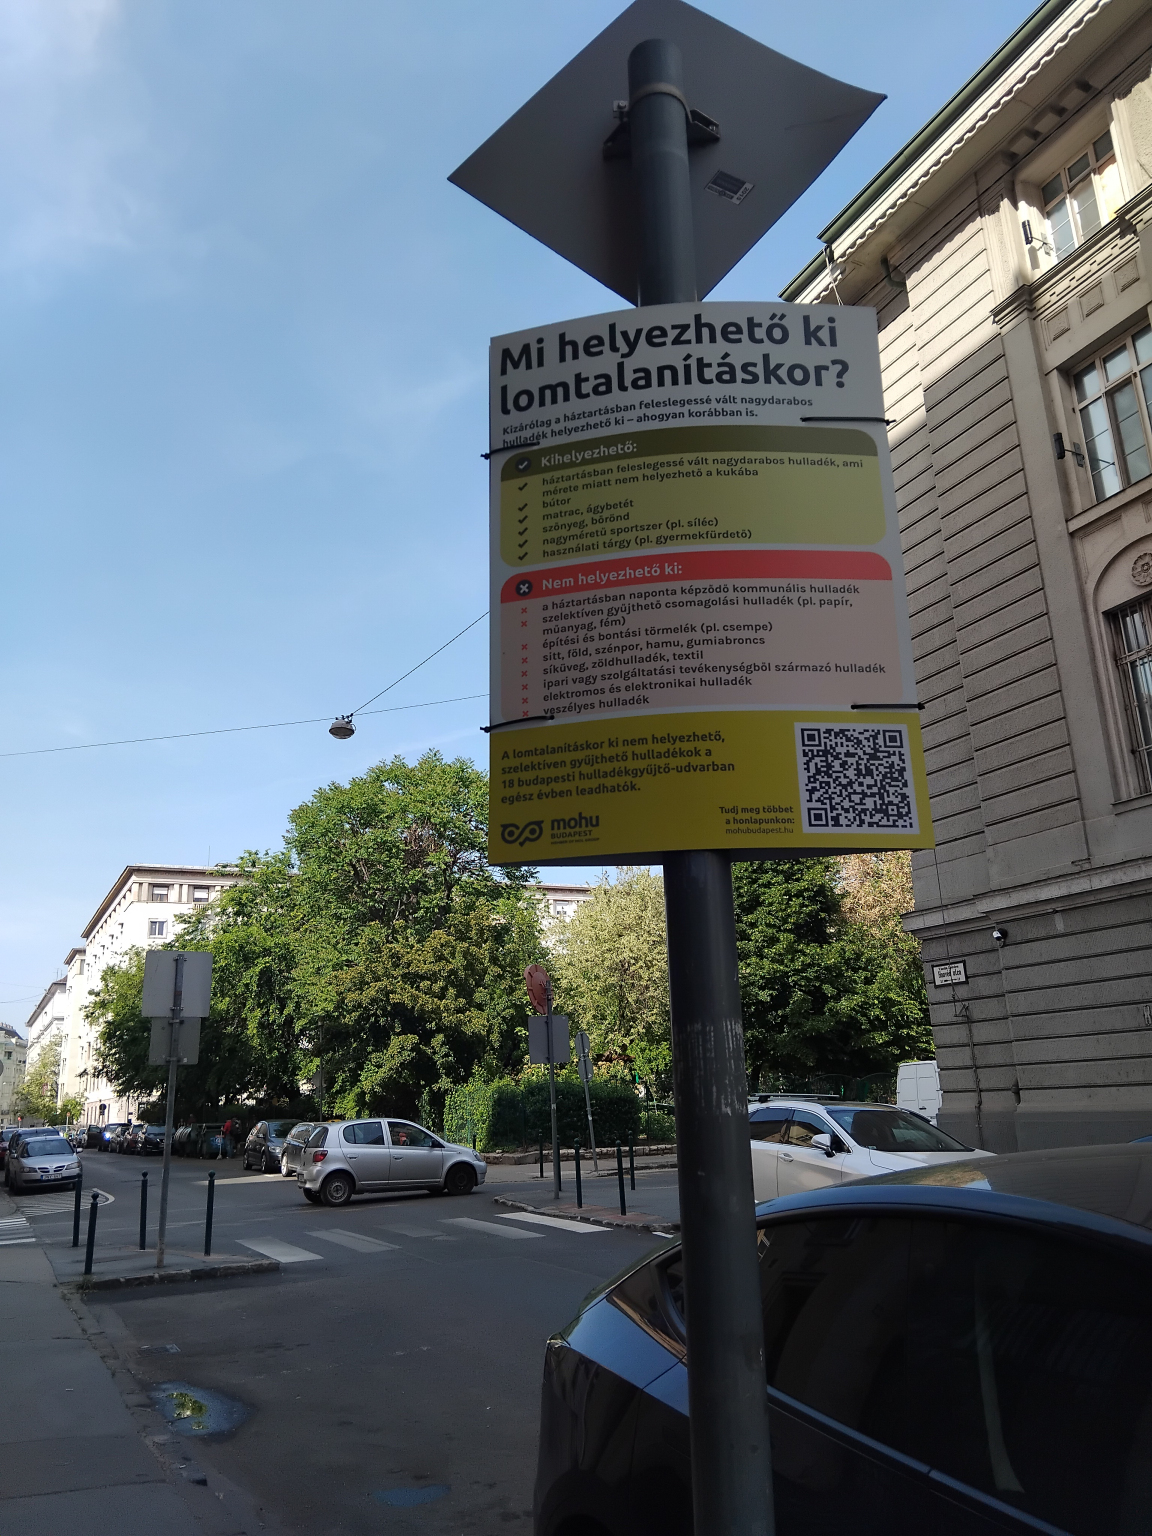 Mi helyezhető ki
lomtalanításkor?
Kizárólag a háztartásban feleslegessé vált nagydarabos
hulladék helyezhető ki – ahogyan korábban is.
Kihelyezhető:
háztartásban feleslegessé vált nagydarabos hulladék, ami
mérete miatt nem helyezhető a kukába
bútor
matrac, ágybetét
szőnyeg, bőrönd
nagyméretű sportszer (pl. síléc)
használati tárgy (pl. gyermekfürdető)
Nem helyezhető ki:
a háztartásban naponta képződő kommunális hulladék
szelektíven gyűjthető csomagolási hulladék (pl. papír,
műanyag, fém)
építési és bontási törmelék (pl. csempe)
sitt, föld, szénpor, hamu, gumiabroncs
síküveg, zöldhulladék, textil
ipari vagy szolgáltatási tevékenységből származó hulladék
elektromos és elektronikai hulladék
veszélyes hulladék
A lomtalanításkor ki nem helyezhető,
szelektíven gyűjthető hulladékok a
18 budapesti hulladékgyűjtő-udvarban
egész évben leadhatók.
mohu
BUDAPEST
Tudj meg többet
a honlapunkon:
mohubudapest.hu
utca